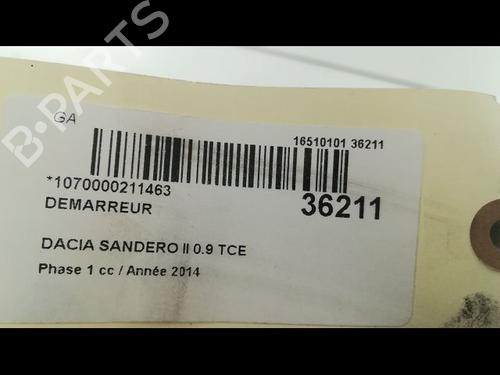 B-PARTS
GA
16510101 36211
*1070000211463
36211
DEMARREUR
DACIA SANDERO II 0.9 TCE
Phase 1 cc / Année 2014